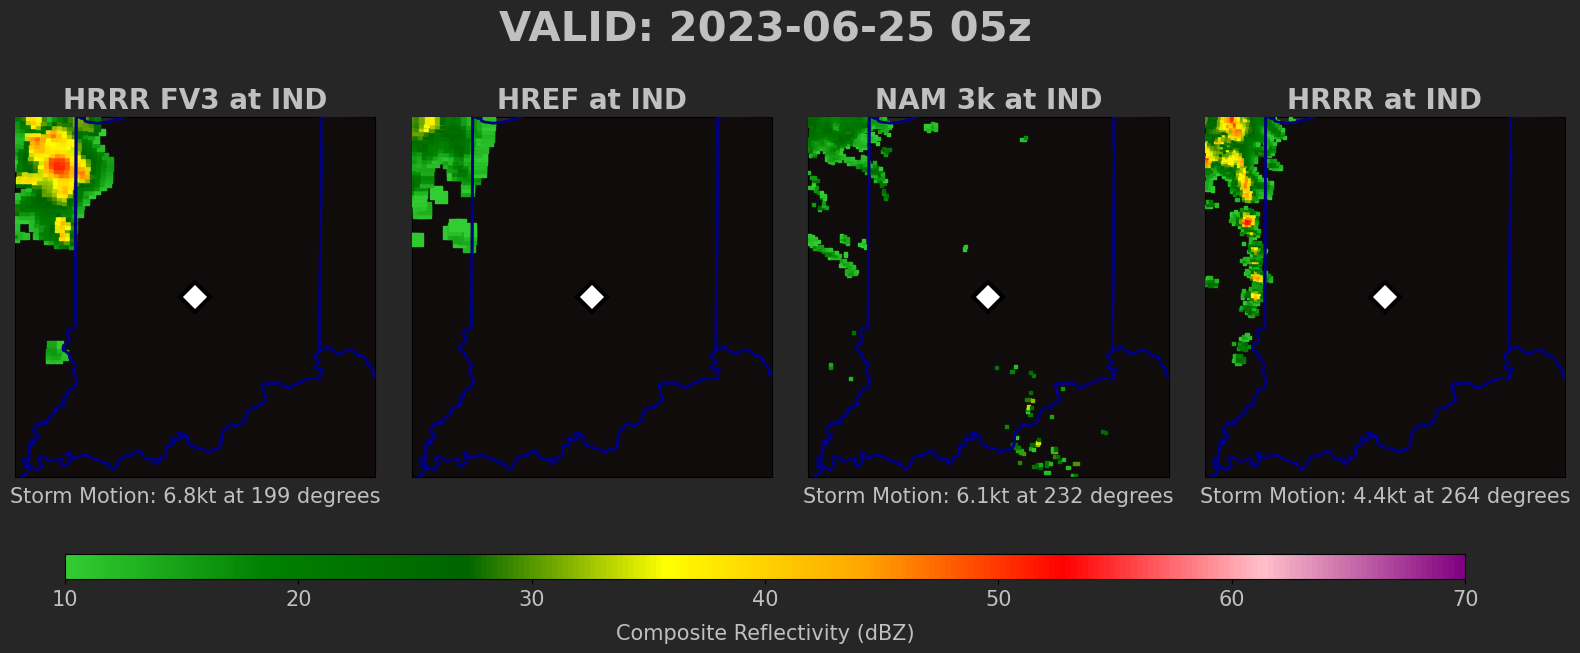 VALID: 2023-06-25 05z
HRRR FV3 at IND
HREF at IND
NAM 3k at IND
HRRR at IND
Storm Motion: 6.8kt at 199 degrees
Storm Motion: 6.1kt at 232 degrees
Storm Motion: 4.4kt at 264 degrees
10 20 30 40 50 60 70
Composite Reflectivity (dBZ)